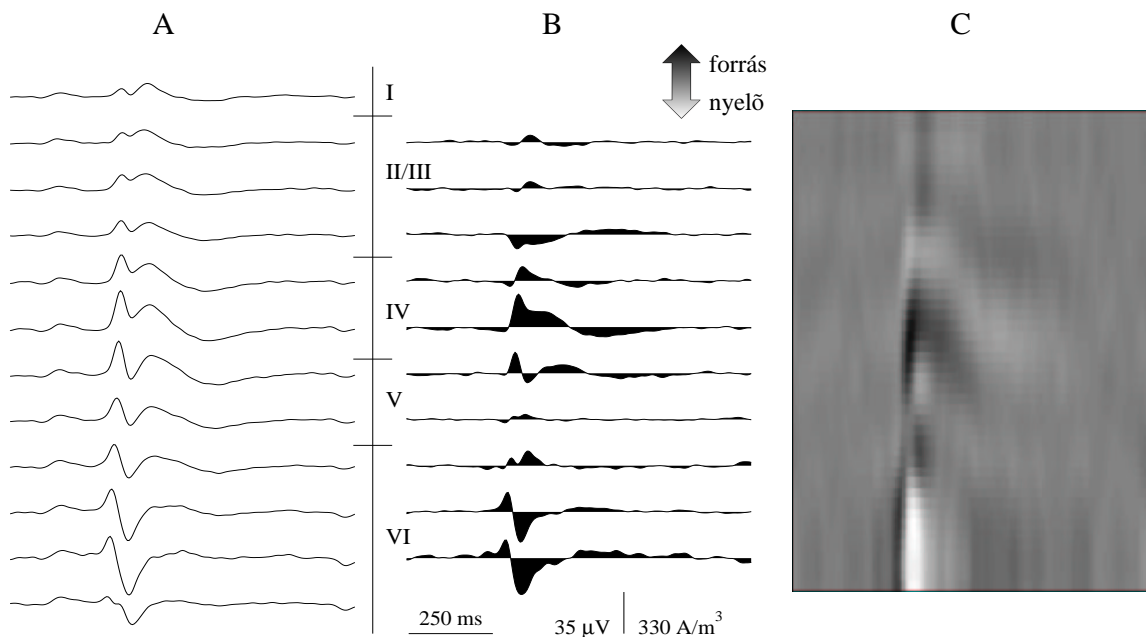 A
B
C
forrás
nyelõ
I
II/III
IV
V
VI
250 ms
35 μV
330 A/m³